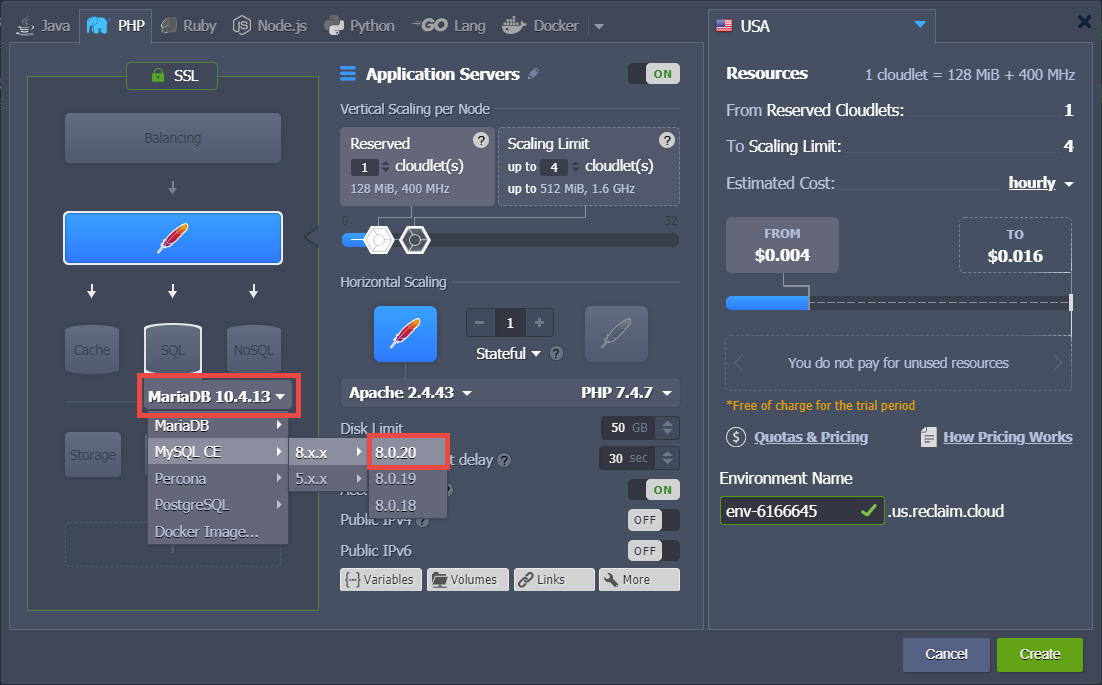 Java PHP Ruby Node.js Python GO Lang Docker
USA
SSL
Balancing
Cache
SQL
NoSQL
MariaDB 10.4.13
MariaDB
MySQL CE
Percona
PostgreSQL
Docker Image...
8.x.x
5.x.x
8.0.20
8.0.19
8.0.18
Storage
Application Servers
ON
Vertical Scaling per Node
Reserved ?
1 cloudlet(s)
128 MiB, 400 MHz
Scaling Limit ?
up to 4 cloudlet(s)
up to 512 MiB, 1.6 GHz
0 32
Horizontal Scaling
− 1 +
Stateful ?
Apache 2.4.43
PHP 7.4.7
Disk Limit
50 GB
t delay ?
30 sec
ON
Public IPv4 ?
OFF
Public IPv6
OFF
Variables Volumes Links More
Resources 1 cloudlet = 128 MiB + 400 MHz
From Reserved Cloudlets: 1
To Scaling Limit: 4
Estimated Cost: hourly
FROM
$0.004
TO
$0.016
You do not pay for unused resources
*Free of charge for the trial period
$ Quotas & Pricing
How Pricing Works
Environment Name
env-6166645 .us.reclaim.cloud
Cancel Create